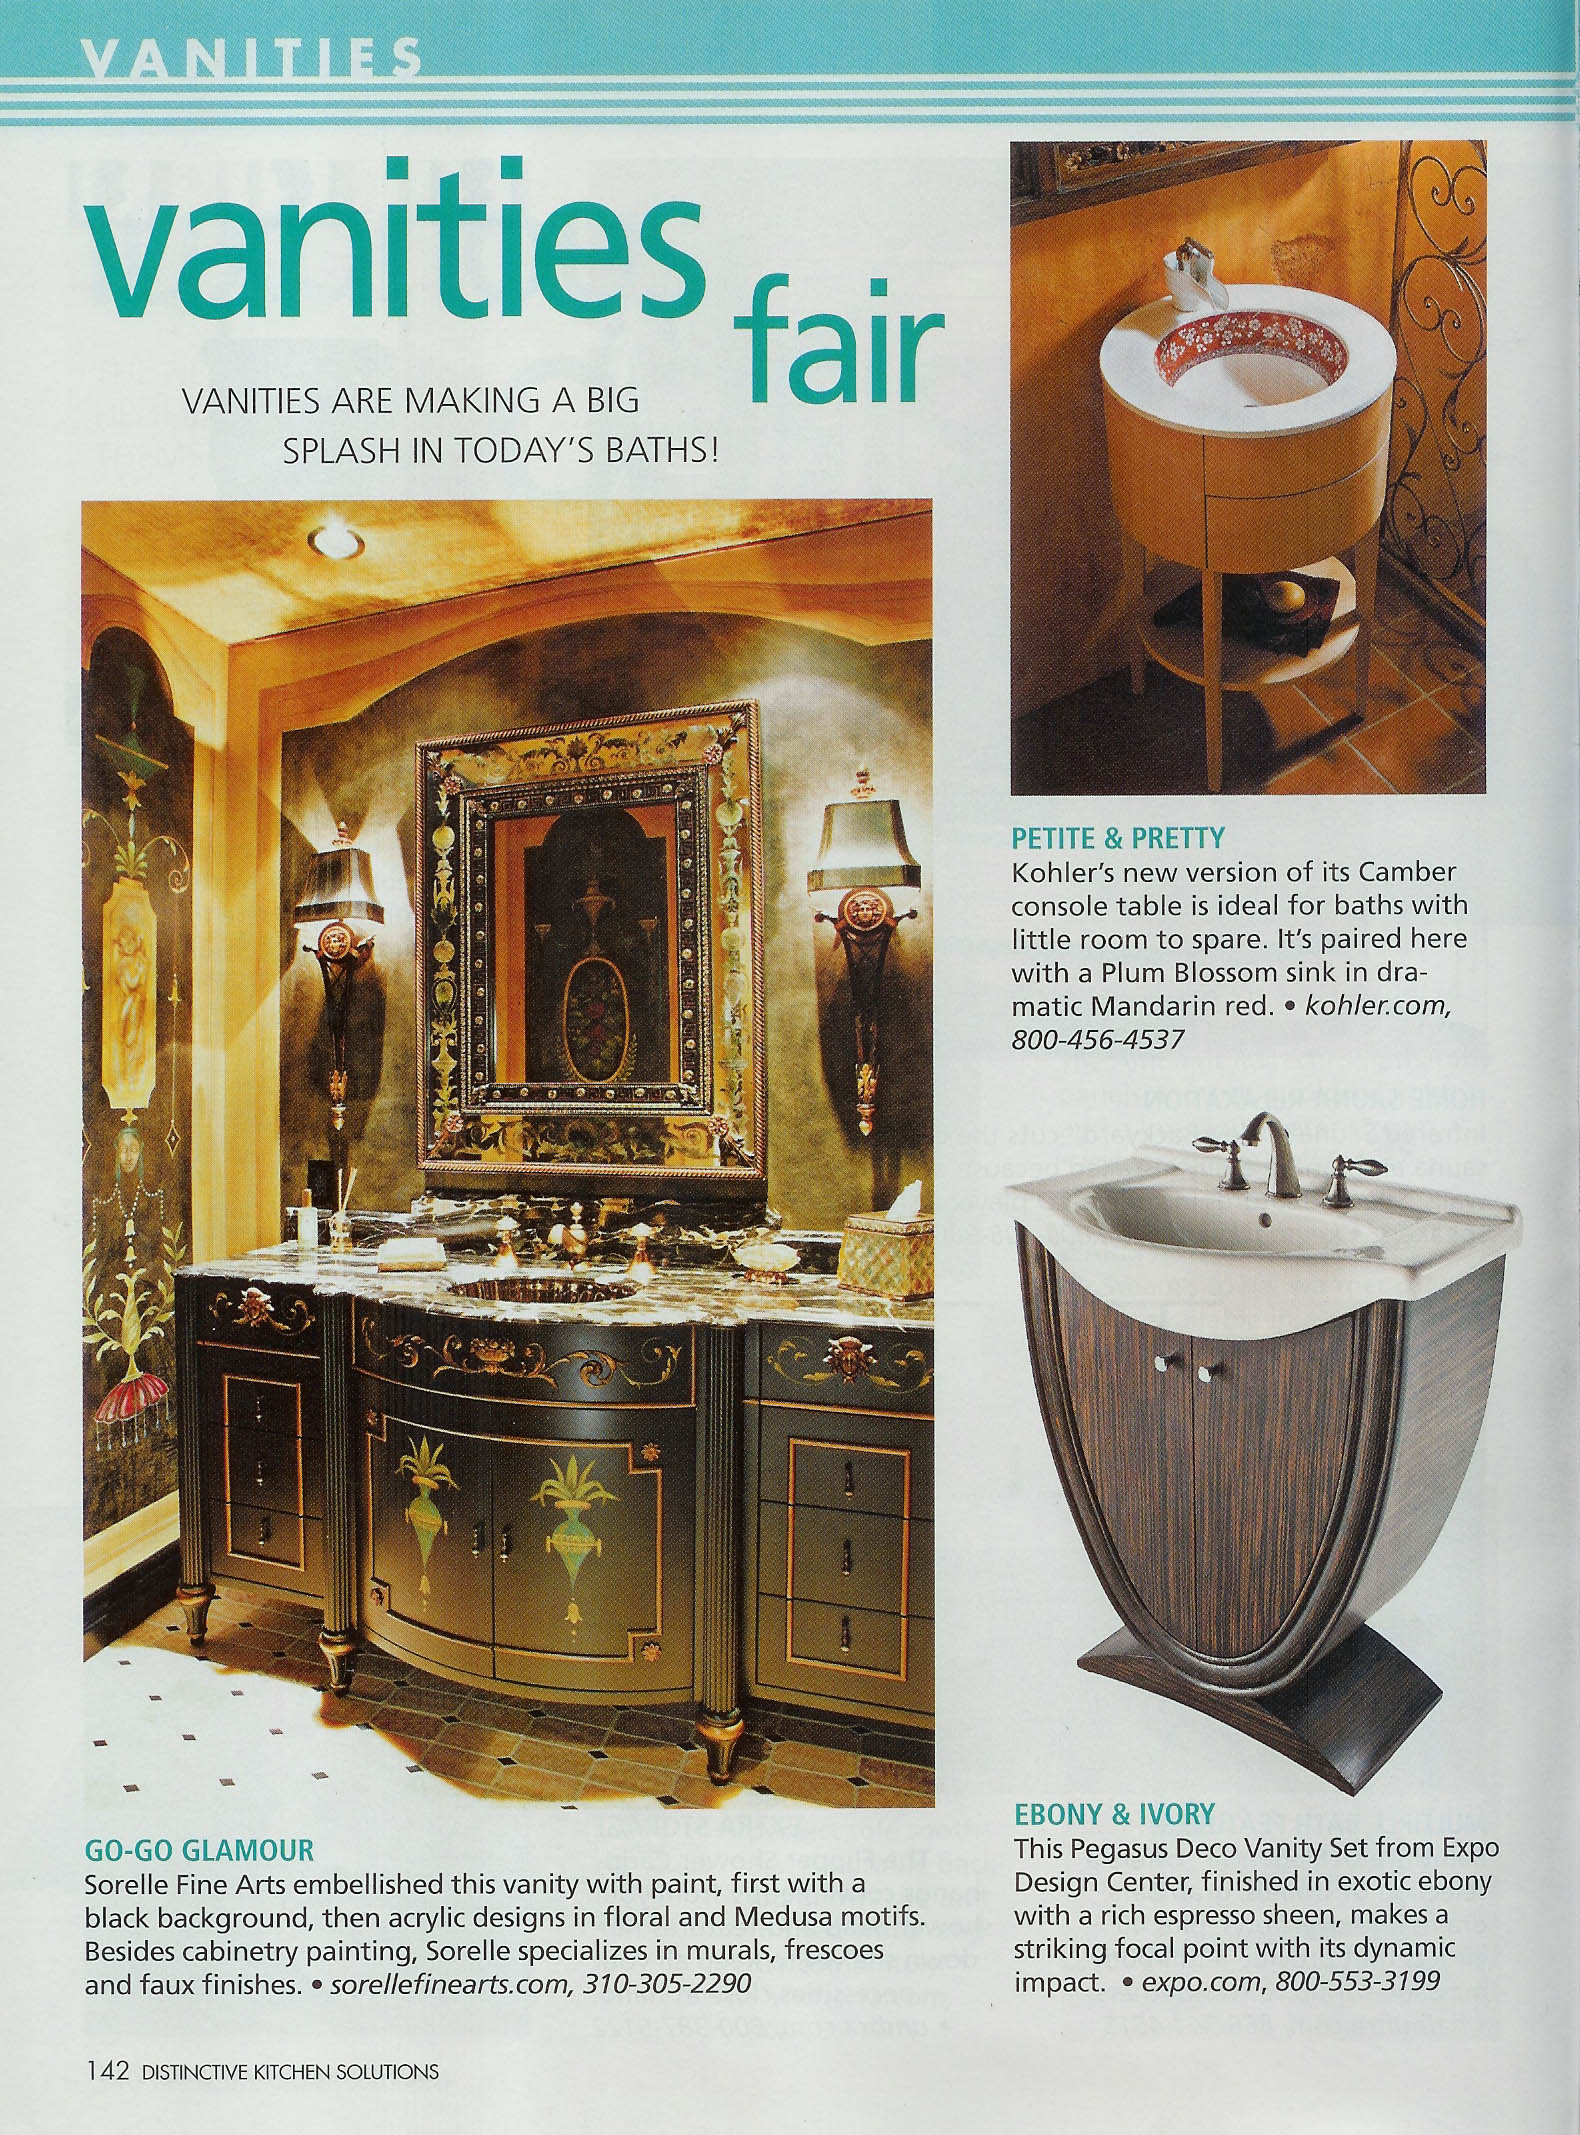 VANITIES
vanities
fair
VANITIES ARE MAKING A BIG
SPLASH IN TODAY'S BATHS!
PETITE & PRETTY
Kohler's new version of its Camber
console table is ideal for baths with
little room to spare. It's paired here
with a Plum Blossom sink in dra-
matic Mandarin red. • kohler.com,
800-456-4537
EBONY & IVORY
This Pegasus Deco Vanity Set from Expo
Design Center, finished in exotic ebony
with a rich espresso sheen, makes a
striking focal point with its dynamic
impact. • expo.com, 800-553-3199
GO-GO GLAMOUR
Sorelle Fine Arts embellished this vanity with paint, first with a
black background, then acrylic designs in floral and Medusa motifs.
Besides cabinetry painting, Sorelle specializes in murals, frescoes
and faux finishes. • sorellefinearts.com, 310-305-2290
142 DISTINCTIVE KITCHEN SOLUTIONS